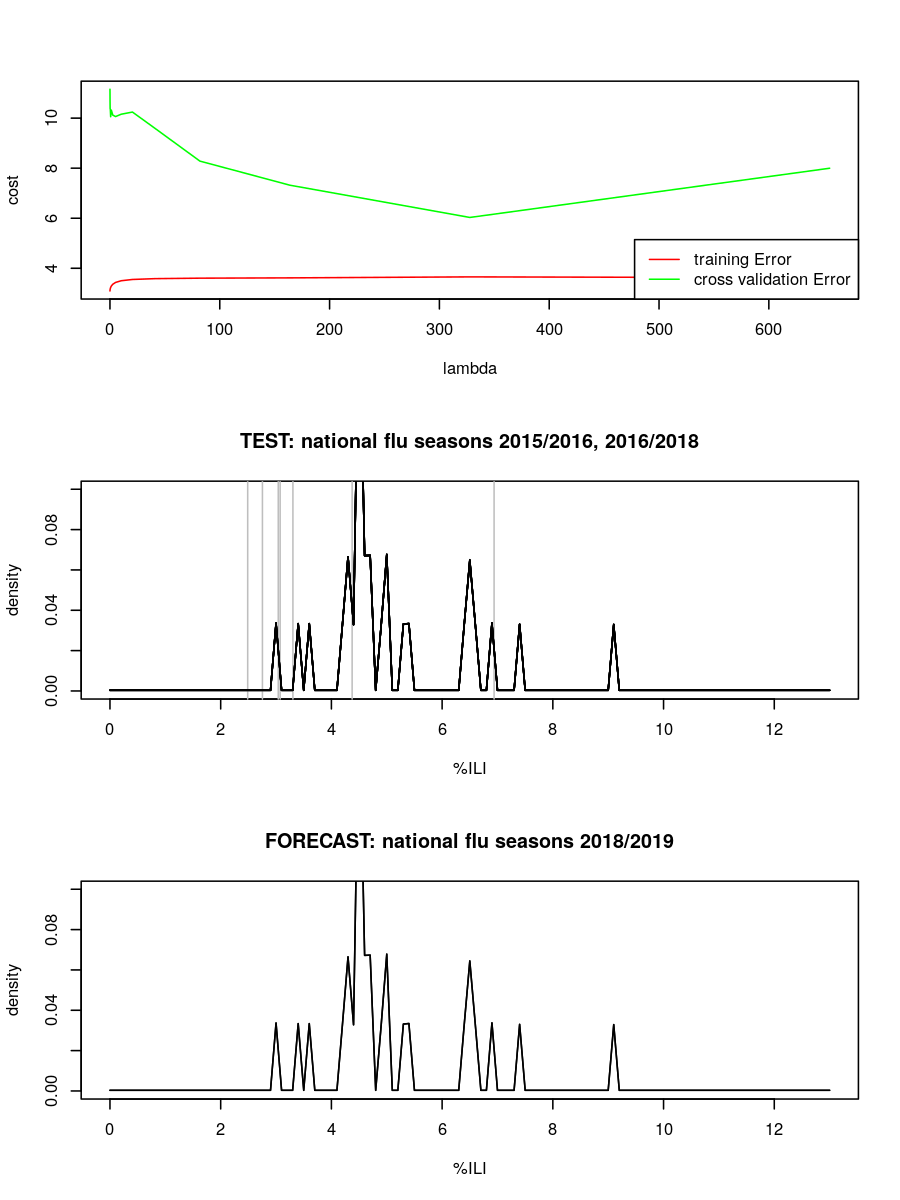 10
8
6
4
cost
training Error
cross validation Error
0 100 200 300 400 500 600
lambda
TEST: national flu seasons 2015/2016, 2016/2018
0.08
0.04
0.00
density
0 2 4 6 8 10 12
%ILI
FORECAST: national flu seasons 2018/2019
0.08
0.04
0.00
density
0 2 4 6 8 10 12
%ILI